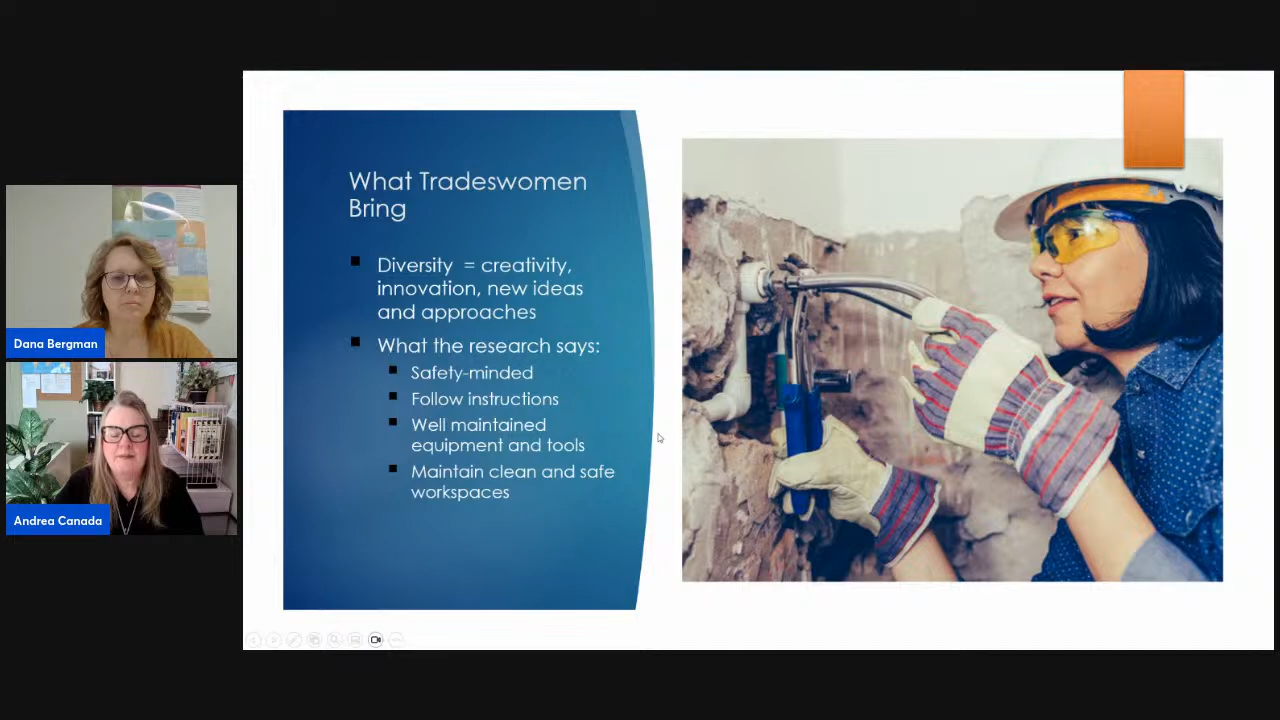 What Tradeswomen
Bring
Diversity = creativity,
innovation, new ideas
and approaches
What the research says:
Safety-minded
Follow instructions
Well maintained
equipment and tools
Maintain clean and safe
workspaces
Dana Bergman
Andrea Canada